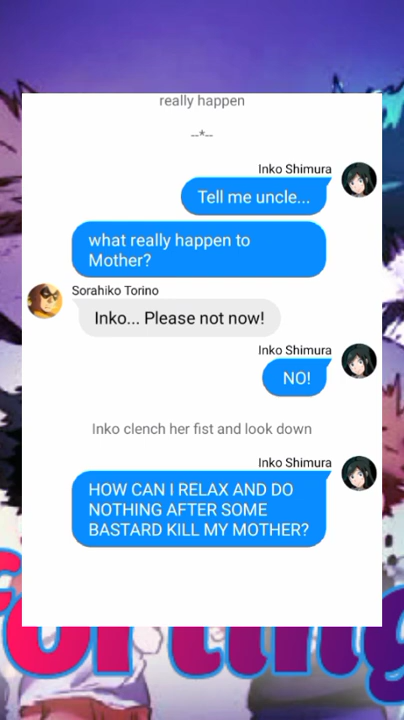 really happen
--*--
Inko Shimura
Tell me uncle...
what really happen to
Mother?
Sorahiko Torino
Inko... Please not now!
Inko Shimura
NO!
Inko clench her fist and look down
Inko Shimura
HOW CAN I RELAX AND DO
NOTHING AFTER SOME
BASTARD KILL MY MOTHER?